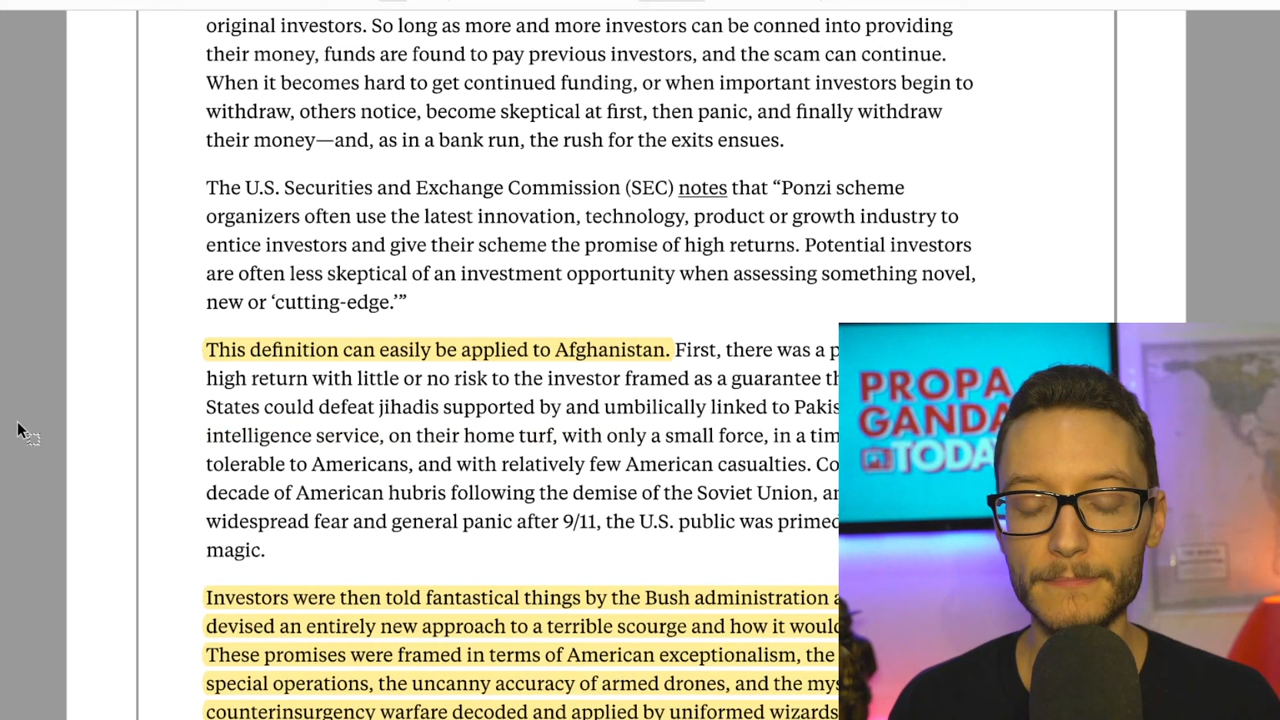 original investors. So long as more and more investors can be conned into providing
their money, funds are found to pay previous investors, and the scam can continue.
When it becomes hard to get continued funding, or when important investors begin to
withdraw, others notice, become skeptical at first, then panic, and finally withdraw
their money—and, as in a bank run, the rush for the exits ensues.
The U.S. Securities and Exchange Commission (SEC) notes that “Ponzi scheme
organizers often use the latest innovation, technology, product or growth industry to
entice investors and give their scheme the promise of high returns. Potential investors
are often less skeptical of an investment opportunity when assessing something novel,
new or ‘cutting-edge.’”
This definition can easily be applied to Afghanistan. First, there was a
high return with little or no risk to the investor framed as a guarantee
States could defeat jihadis supported by and umbilically linked to
intelligence service, on their home turf, with only a small force, in a
tolerable to Americans, and with relatively few American casualties.
decade of American hubris following the demise of the Soviet Union,
widespread fear and general panic after 9/11, the U.S. public was primed
magic.
Investors were then told fantastical things by the Bush administration
devised an entirely new approach to a terrible scourge and how it would
These promises were framed in terms of American exceptionalism, the
special operations, the uncanny accuracy of armed drones, and the
counterinsurgency warfare decoded and applied by uniformed wizards
PROPA
GANDA
TODA